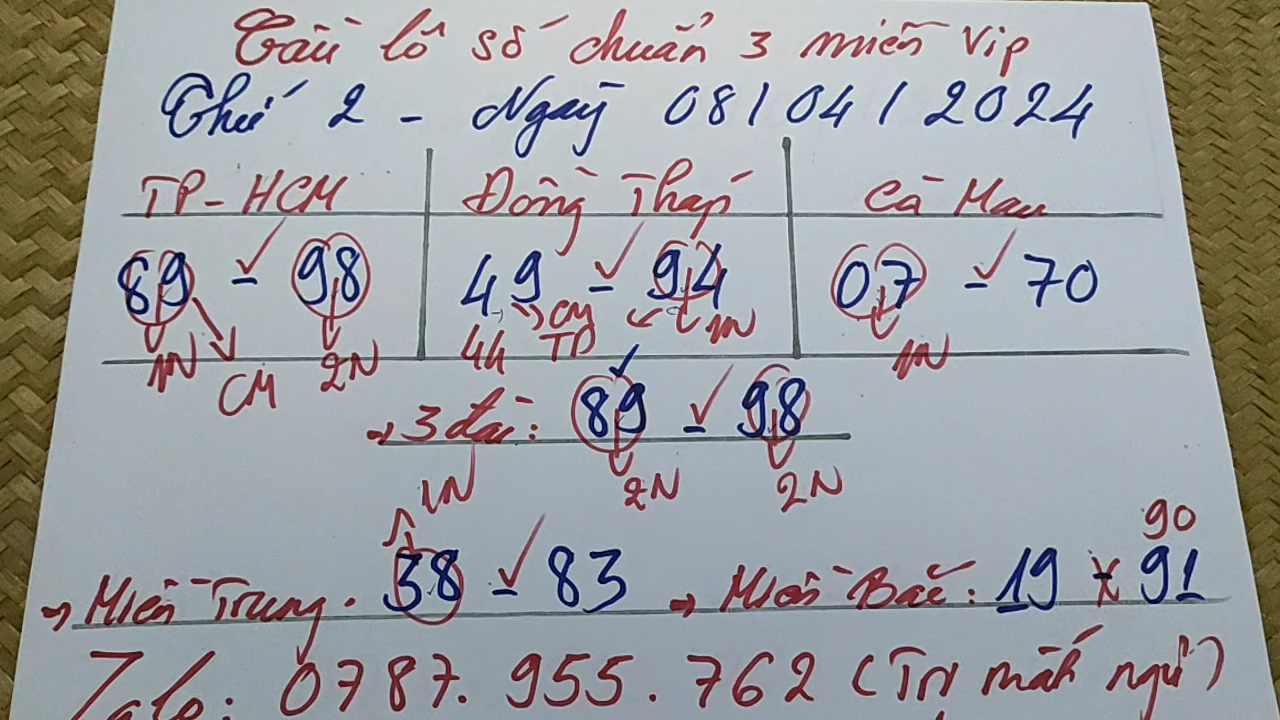 Cầu lô số chuẩn 3 miền Vip
Thứ 2 - Ngày 08/04/2024
TP-HCM Đồng Tháp Cà Mau
89 - 98 49 - 94 07 - 70
1N CM 2N 44 CM TP 1N 1N
→ 3 đài: 89 - 98
1N 2N 2N
90
→ Miền Trung. 38 - 83 → Miền Bắc: 19 x 91
Zalo: 0787.955.762 (Trị mất ngủ)